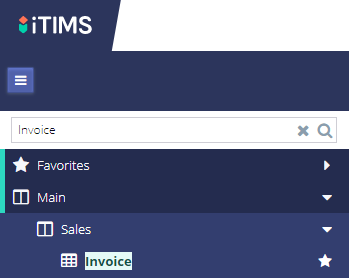 iTIMS
Invoice
Favorites
Main
Sales
Invoice